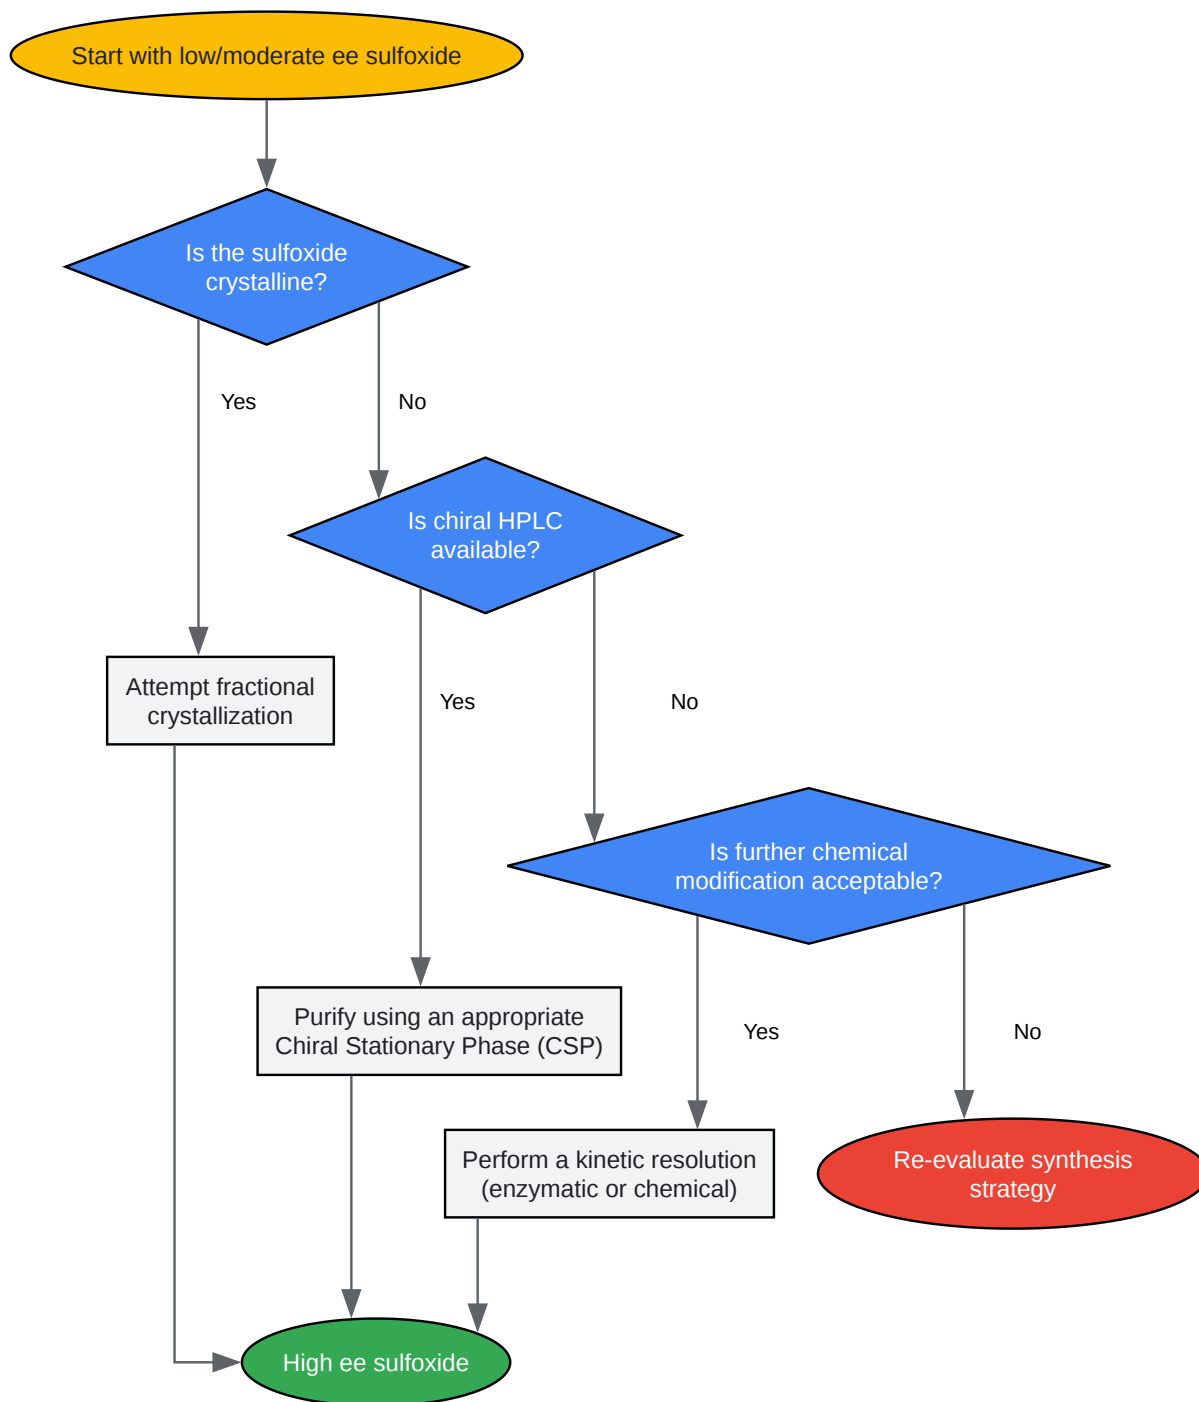 Start with low/moderate ee sulfoxide
Is the sulfoxide
crystalline?
Yes
No
Is chiral HPLC
available?
Attempt fractional
crystallization
Yes
No
Is further chemical
modification acceptable?
Purify using an appropriate
Chiral Stationary Phase (CSP)
Yes
No
Perform a kinetic resolution
(enzymatic or chemical)
Re-evaluate synthesis
strategy
High ee sulfoxide